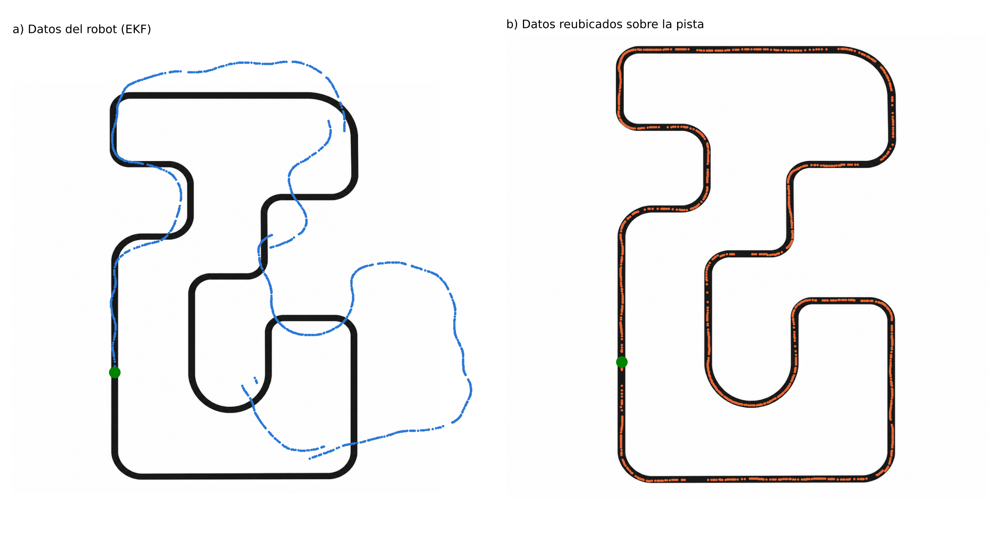 a) Datos del robot (EKF)
b) Datos reubicados sobre la pista